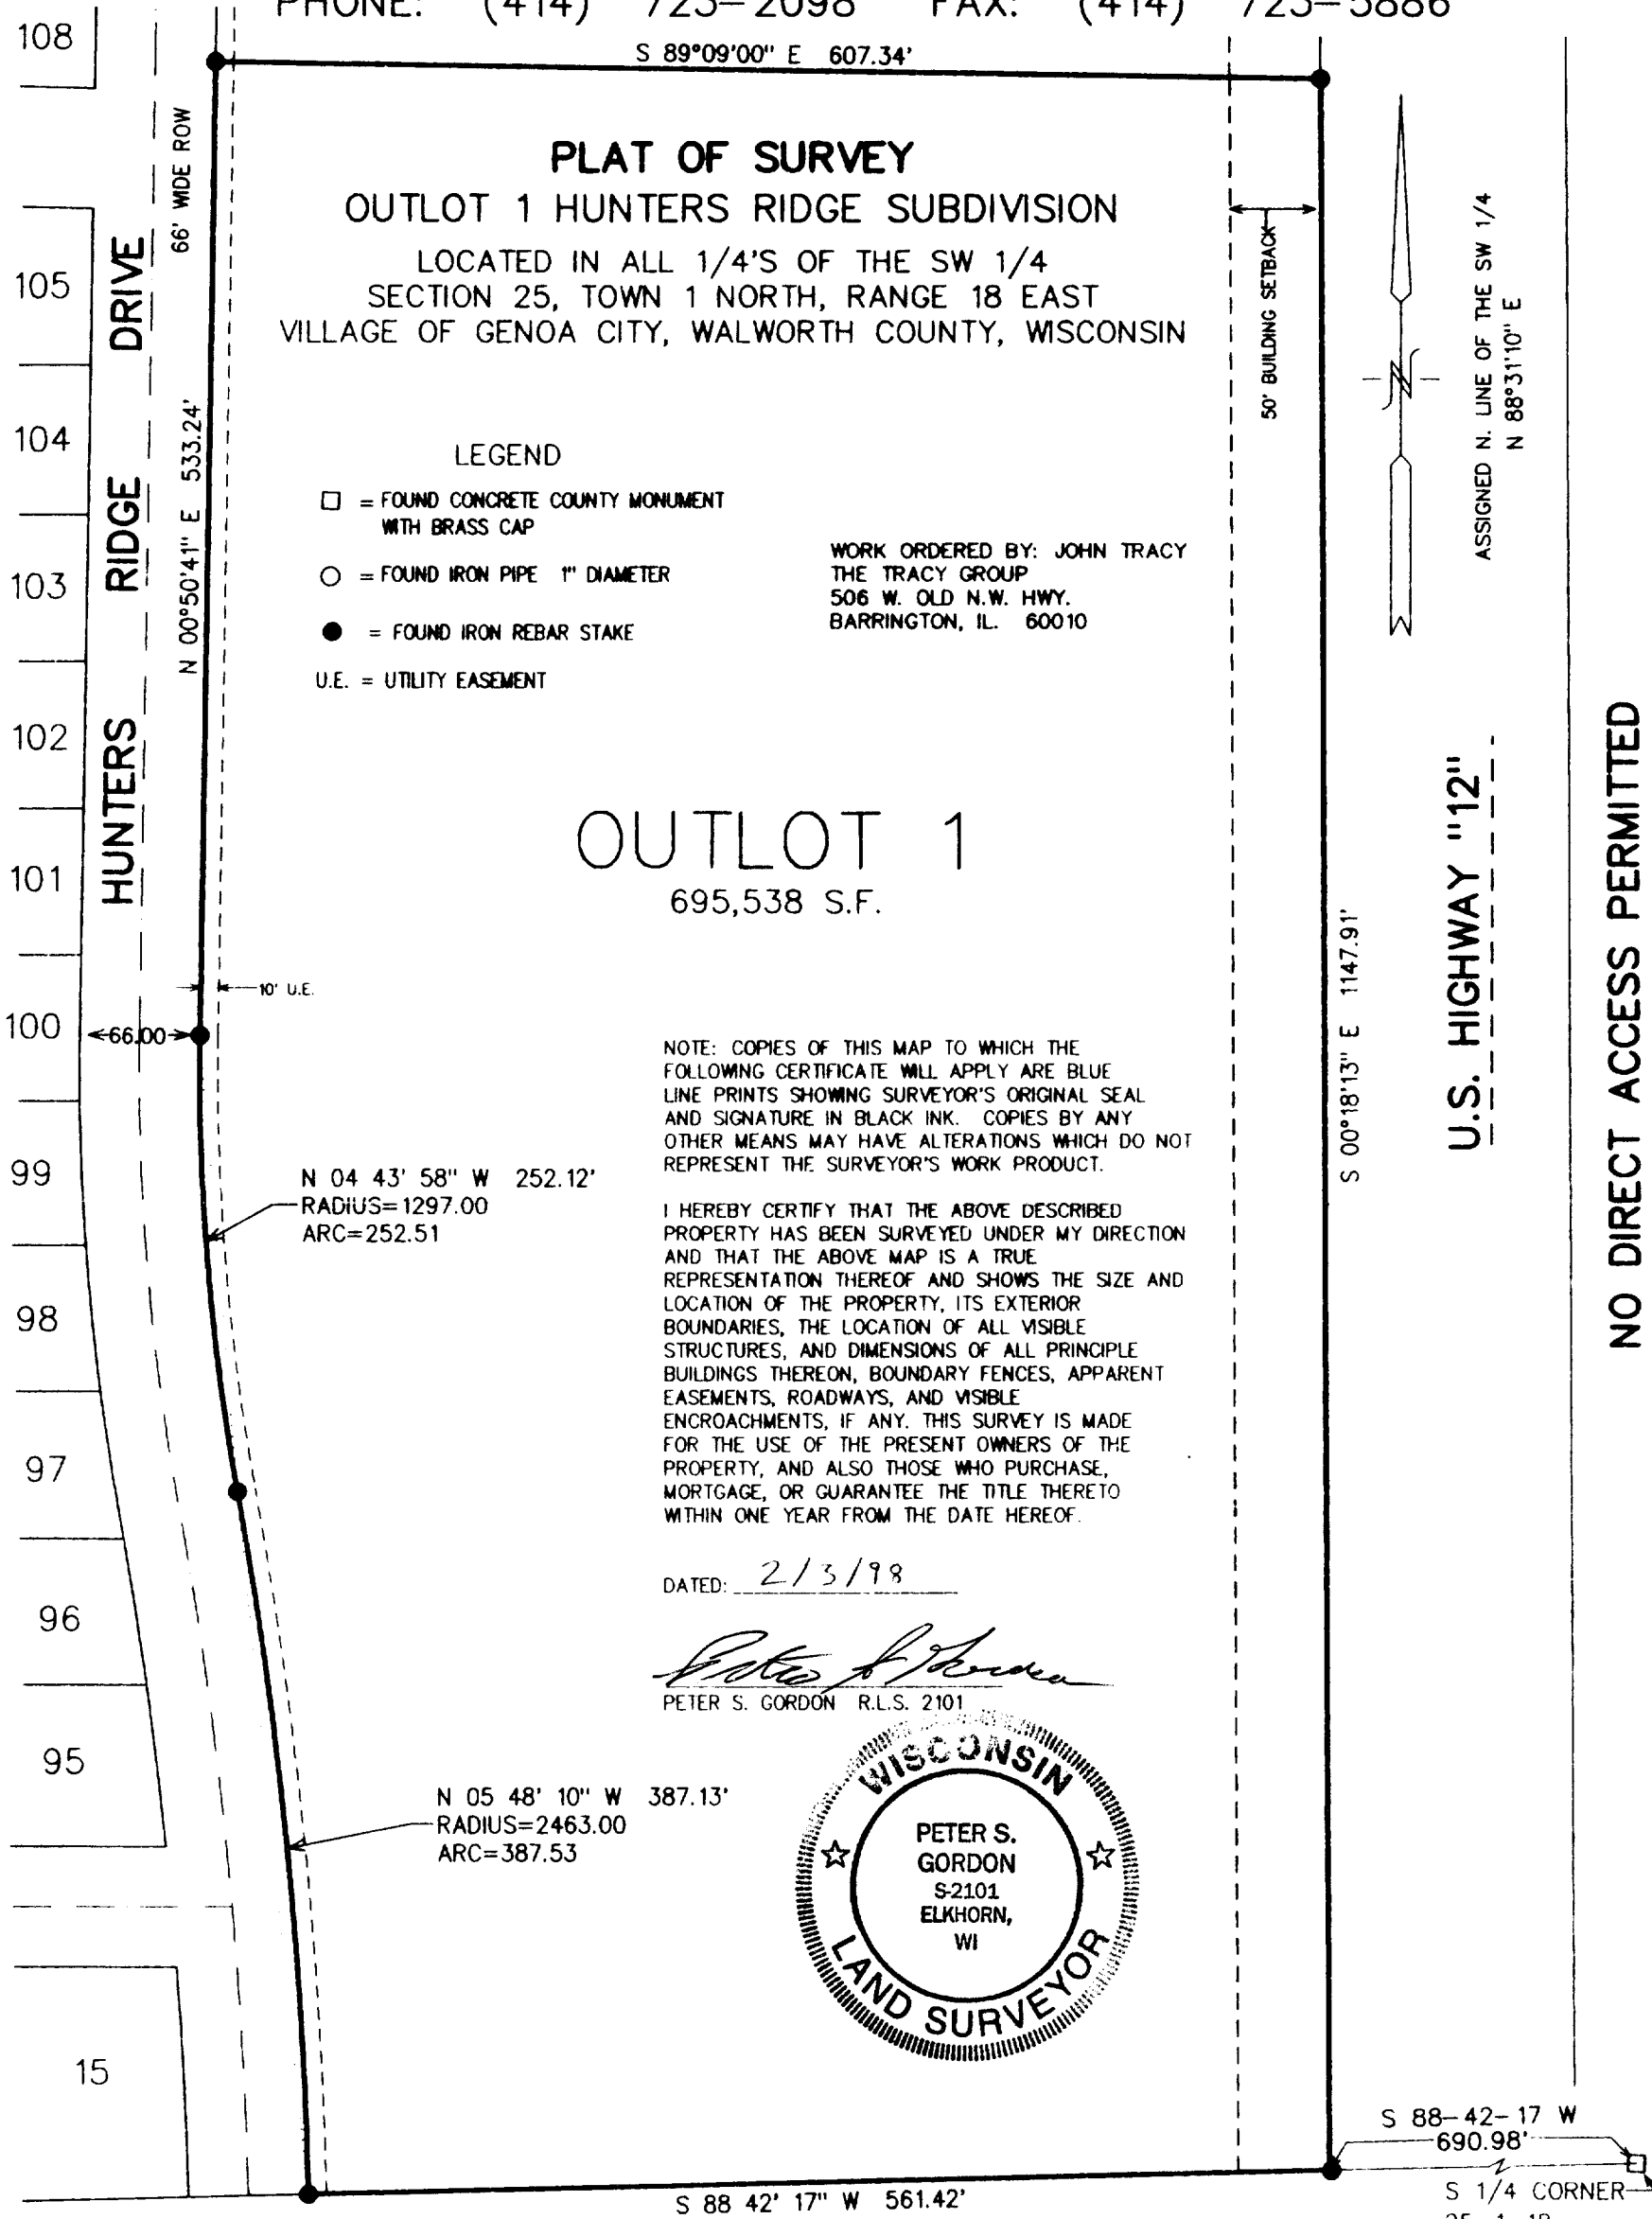 PHONE: (414) 723-2098 FAX: (414) 723-5886
S 89°09'00" E 607.34'
108
66' WIDE ROW
PLAT OF SURVEY
OUTLOT 1 HUNTERS RIDGE SUBDIVISION
LOCATED IN ALL 1/4'S OF THE SW 1/4
SECTION 25, TOWN 1 NORTH, RANGE 18 EAST
VILLAGE OF GENOA CITY, WALWORTH COUNTY, WISCONSIN
50' BUILDING SETBACK
N
ASSIGNED N. LINE OF THE SW 1/4
N 88°31'10" E
105
104
103
102
101
100
99
98
97
96
95
15
HUNTERS RIDGE DRIVE
N 00°50'41" E 533.24'
LEGEND
□ = FOUND CONCRETE COUNTY MONUMENT
WITH BRASS CAP
○ = FOUND IRON PIPE 1" DIAMETER
● = FOUND IRON REBAR STAKE
U.E. = UTILITY EASEMENT
WORK ORDERED BY: JOHN TRACY
THE TRACY GROUP
506 W. OLD N.W. HWY.
BARRINGTON, IL. 60010
OUTLOT 1
695,538 S.F.
U.S. HIGHWAY "12"
NO DIRECT ACCESS PERMITTED
S 00°18'13" E 1147.91'
10' U.E.
66.00
NOTE: COPIES OF THIS MAP TO WHICH THE
FOLLOWING CERTIFICATE WILL APPLY ARE BLUE
LINE PRINTS SHOWING SURVEYOR'S ORIGINAL SEAL
AND SIGNATURE IN BLACK INK. COPIES BY ANY
OTHER MEANS MAY HAVE ALTERATIONS WHICH DO NOT
REPRESENT THE SURVEYOR'S WORK PRODUCT.
N 04 43' 58" W 252.12'
RADIUS=1297.00
ARC=252.51
I HEREBY CERTIFY THAT THE ABOVE DESCRIBED
PROPERTY HAS BEEN SURVEYED UNDER MY DIRECTION
AND THAT THE ABOVE MAP IS A TRUE
REPRESENTATION THEREOF AND SHOWS THE SIZE AND
LOCATION OF THE PROPERTY, ITS EXTERIOR
BOUNDARIES, THE LOCATION OF ALL VISIBLE
STRUCTURES, AND DIMENSIONS OF ALL PRINCIPLE
BUILDINGS THEREON, BOUNDARY FENCES, APPARENT
EASEMENTS, ROADWAYS, AND VISIBLE
ENCROACHMENTS, IF ANY. THIS SURVEY IS MADE
FOR THE USE OF THE PRESENT OWNERS OF THE
PROPERTY, AND ALSO THOSE WHO PURCHASE,
MORTGAGE, OR GUARANTEE THE TITLE THERETO
WITHIN ONE YEAR FROM THE DATE HEREOF.
DATED: 2/3/98
PETER S. GORDON R.L.S. 2101
WISCONSIN
PETER S.
GORDON
S-2101
ELKHORN,
WI
LAND SURVEYOR
N 05 48' 10" W 387.13'
RADIUS=2463.00
ARC=387.53
S 88-42-17 W
690.98'
S 1/4 CORNER
S 88 42' 17" W 561.42'